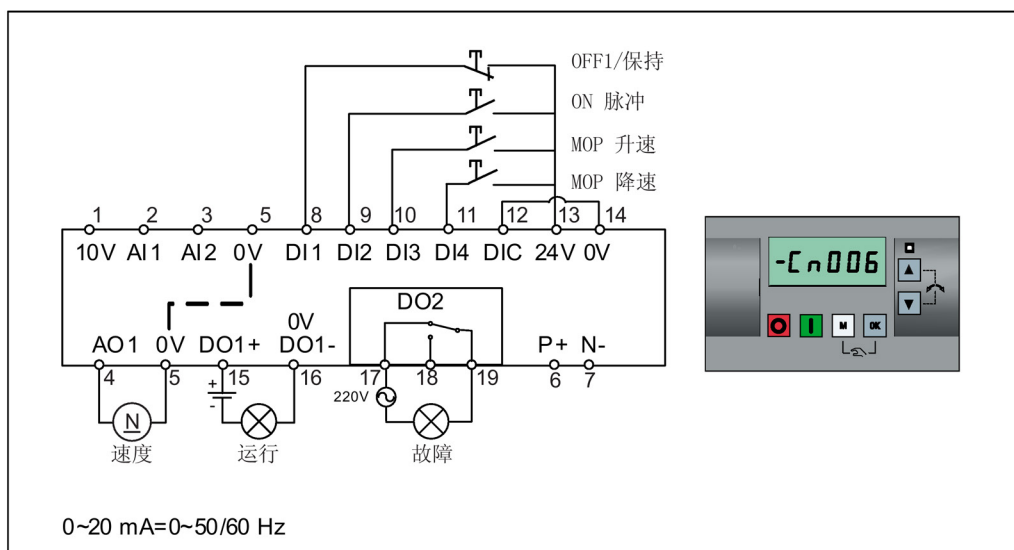 OFF1/保持
ON 脉冲
MOP 升速
MOP 降速
1 2 3 5 8 9 10 11 12 13 14
10V AI1 AI2 0V DI1 DI2 DI3 DI4 DIC 24V 0V
-Cn006
DO2
0V
AO1 0V DO1+ DO1- P+ N-
M OK
4 5 15 16 17 18 19 6 7
+
-
220V
N
速度 运行 故障
0~20 mA=0~50/60 Hz